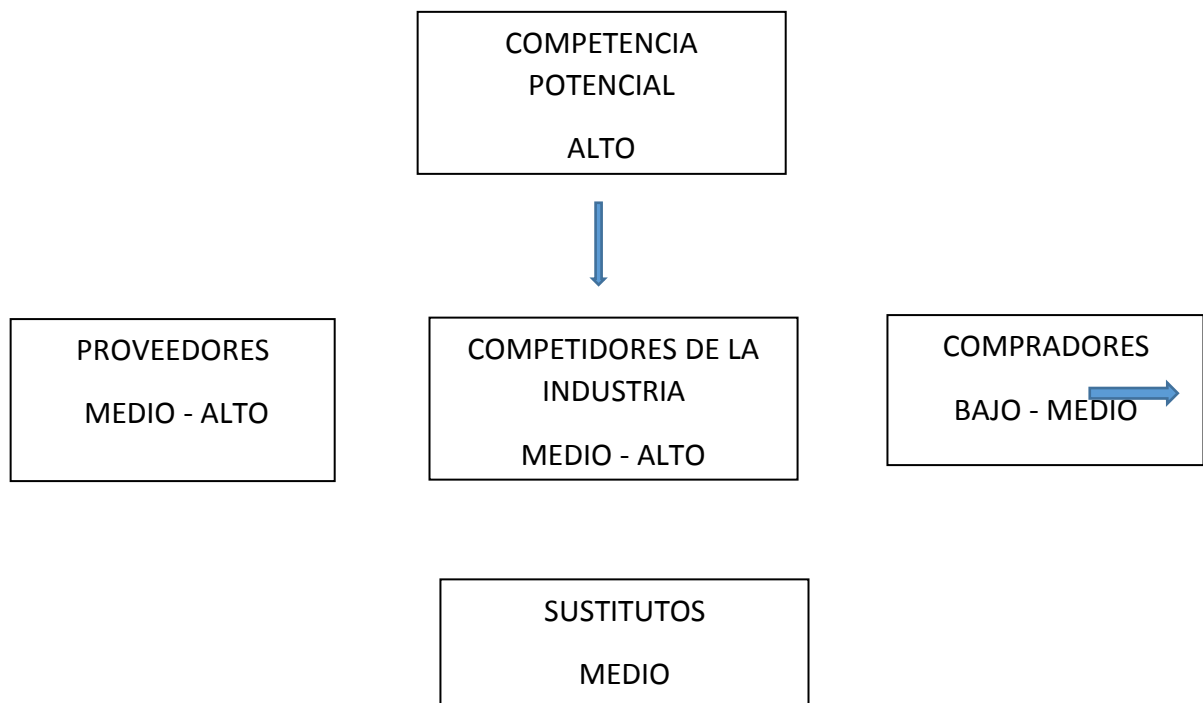 COMPETENCIA
POTENCIAL
ALTO
PROVEEDORES
MEDIO - ALTO
COMPETIDORES DE LA
INDUSTRIA
MEDIO - ALTO
COMPRADORES
BAJO - MEDIO
SUSTITUTOS
MEDIO